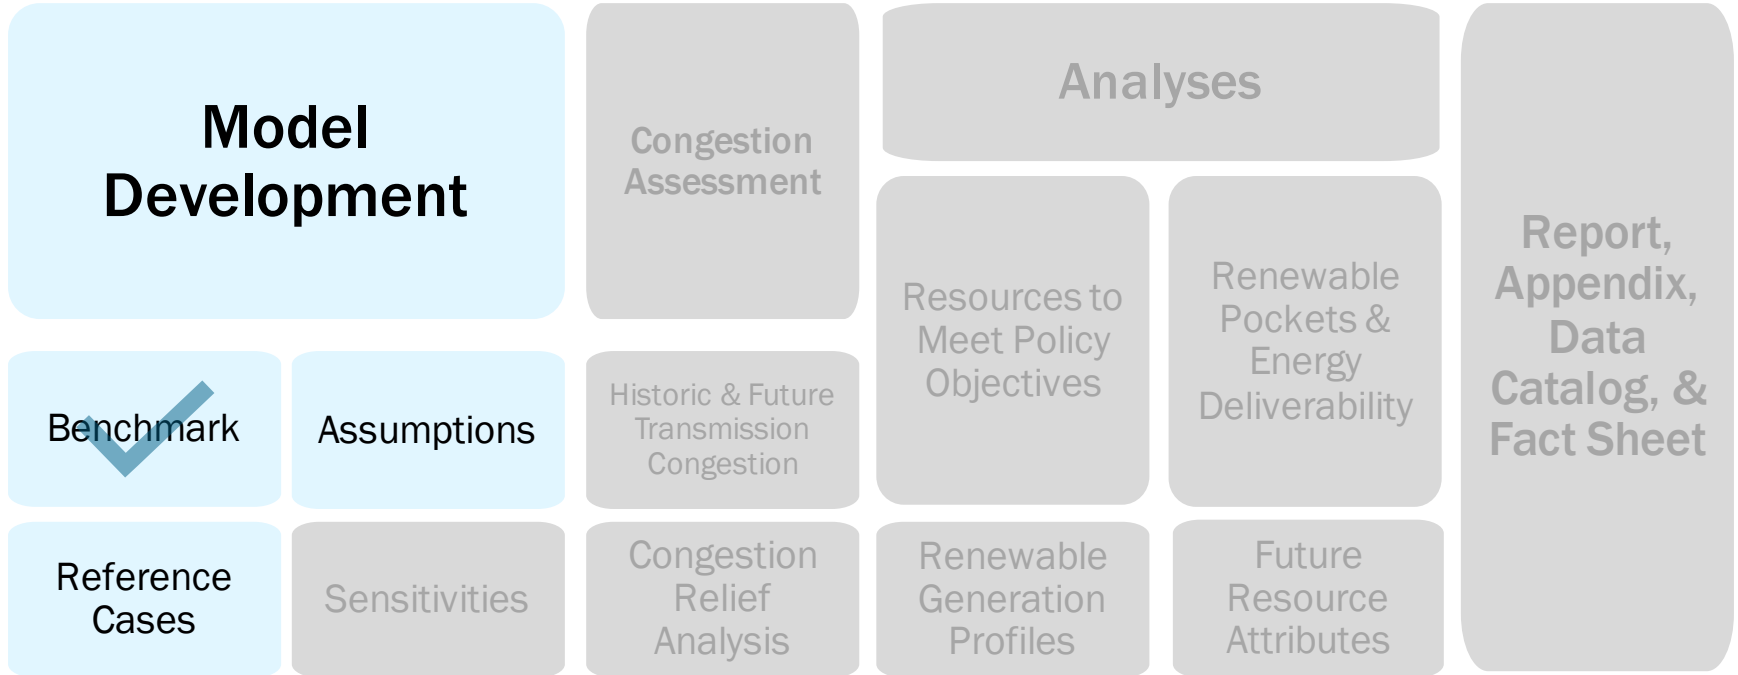 Model
Development
Benchmark
Assumptions
Reference
Cases
Sensitivities
Congestion
Assessment
Historic & Future
Transmission
Congestion
Congestion
Relief
Analysis
Analyses
Resources to
Meet Policy
Objectives
Renewable
Pockets &
Energy
Deliverability
Renewable
Generation
Profiles
Future
Resource
Attributes
Report,
Appendix,
Data
Catalog, &
Fact Sheet